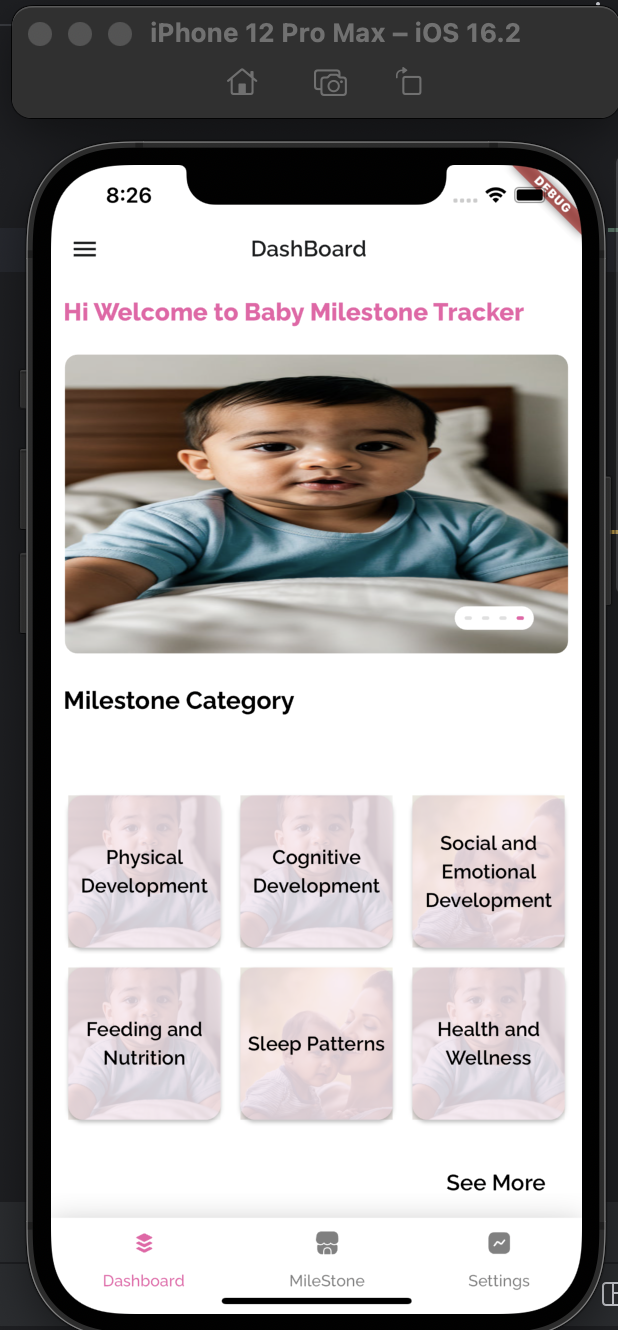 iPhone 12 Pro Max – iOS 16.2
8:26
DEBUG
DashBoard
Hi Welcome to Baby Milestone Tracker
Milestone Category
Physical
Development
Cognitive
Development
Social and
Emotional
Development
Feeding and
Nutrition
Sleep Patterns
Health and
Wellness
See More
Dashboard
MileStone
Settings